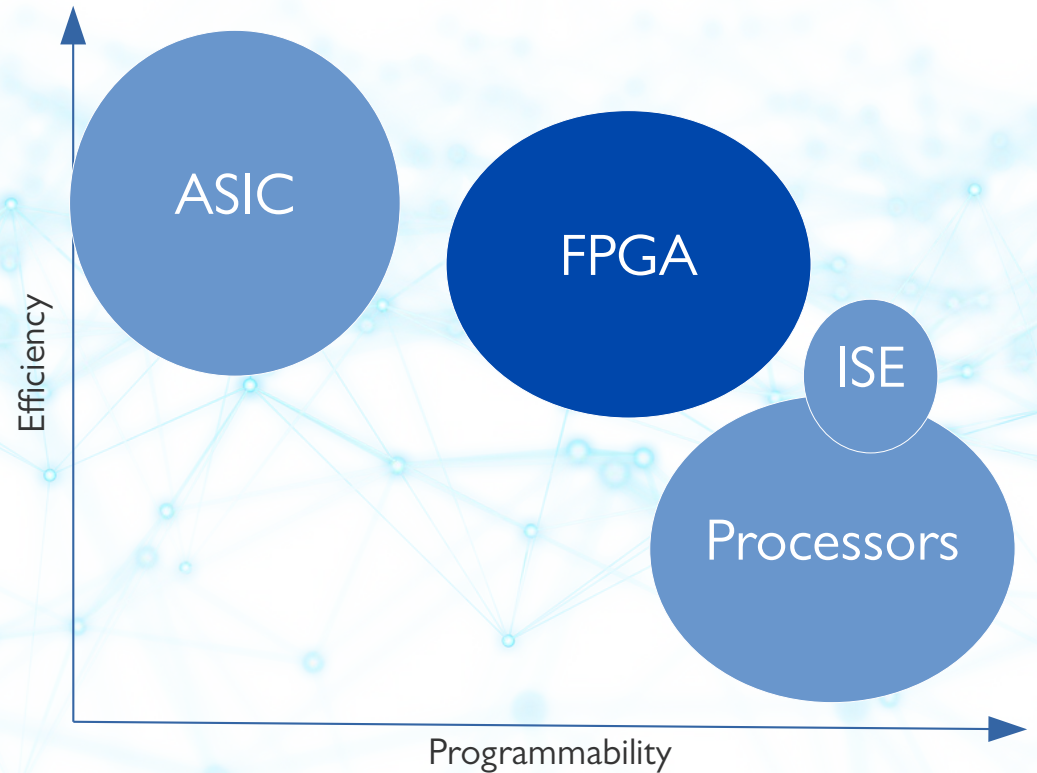 ASIC
FPGA
ISE
Efficiency
Processors
Programmability